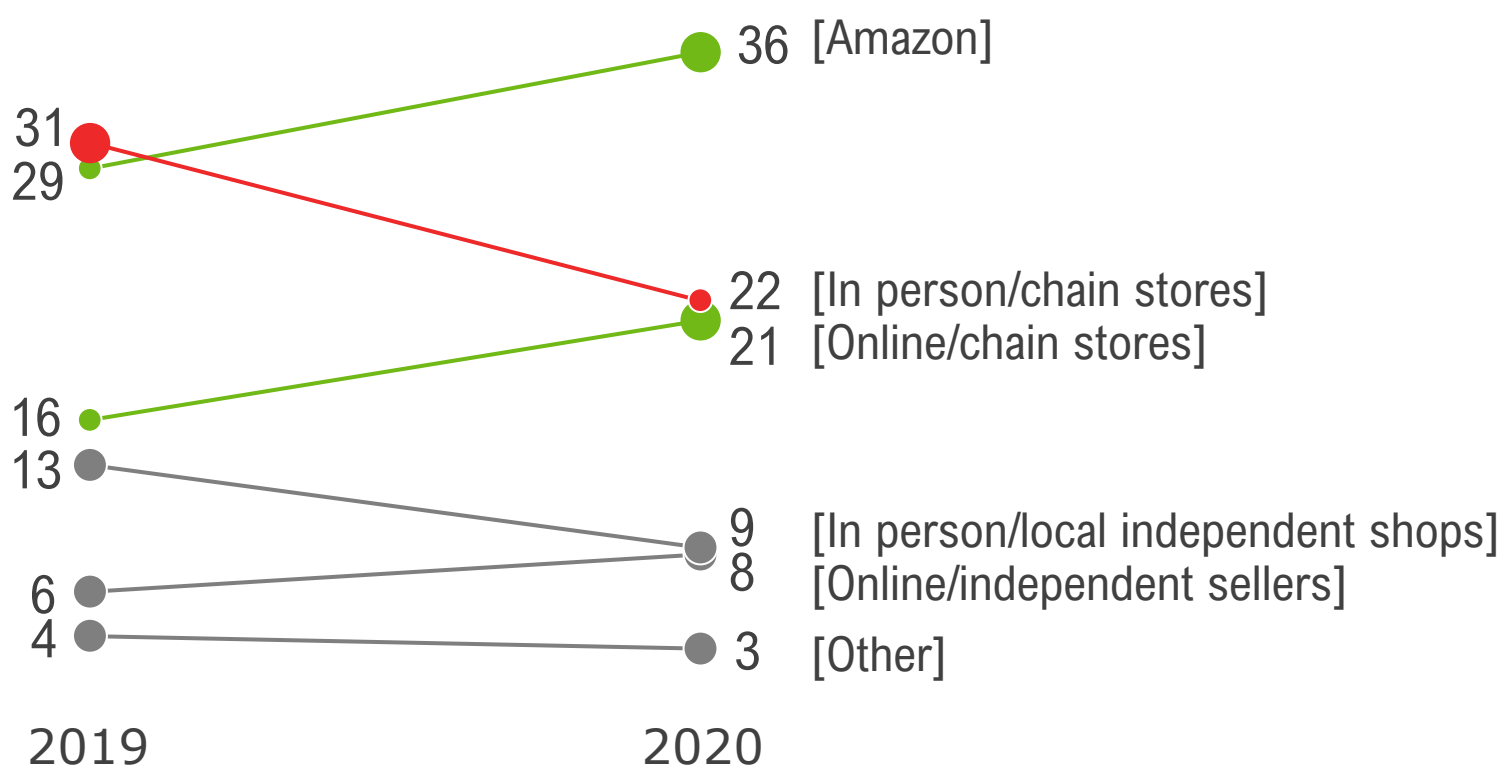 36 [Amazon]
31
29
22 [In person/chain stores]
21 [Online/chain stores]
16
13
9 [In person/local independent shops]
8 [Online/independent sellers]
6
4
3 [Other]
2019 2020